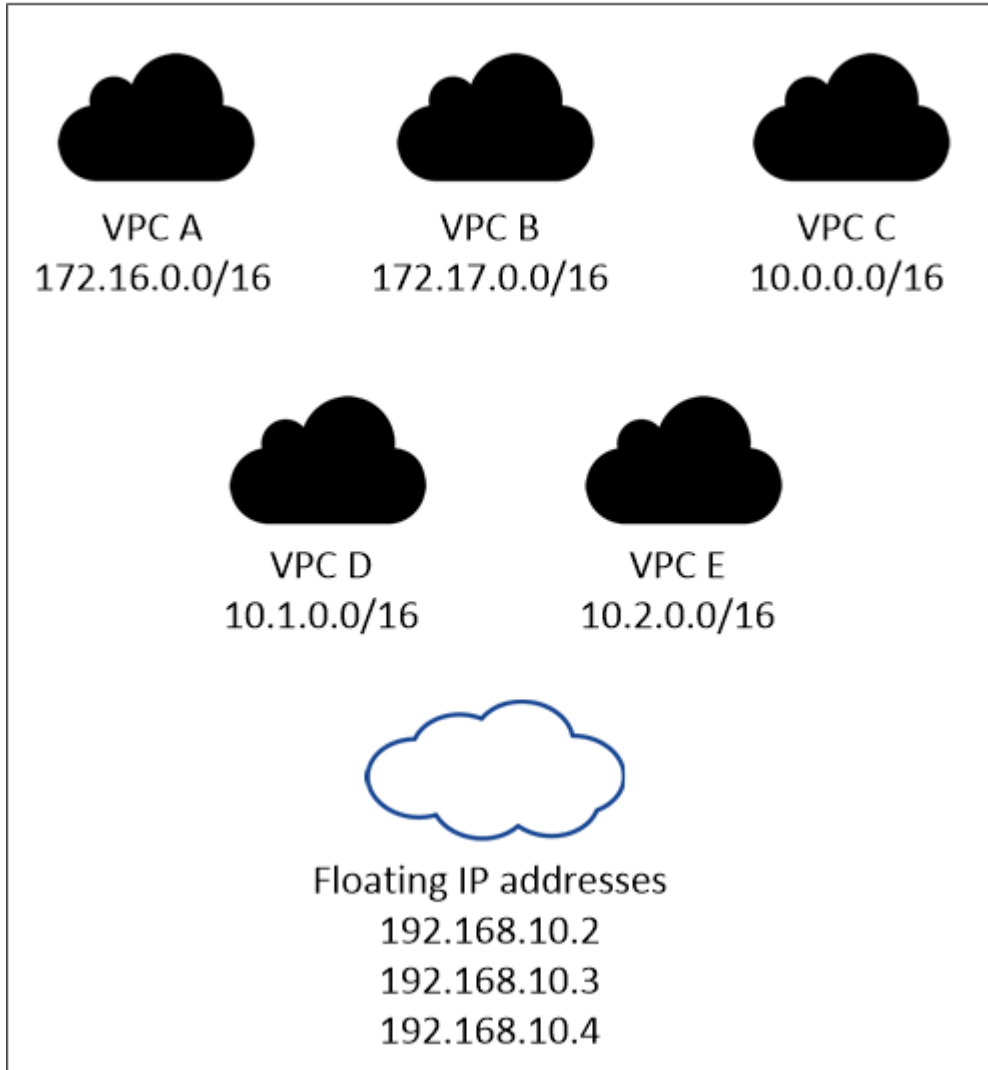 VPC A
172.16.0.0/16
VPC B
172.17.0.0/16
VPC C
10.0.0.0/16
VPC D
10.1.0.0/16
VPC E
10.2.0.0/16
Floating IP addresses
192.168.10.2
192.168.10.3
192.168.10.4